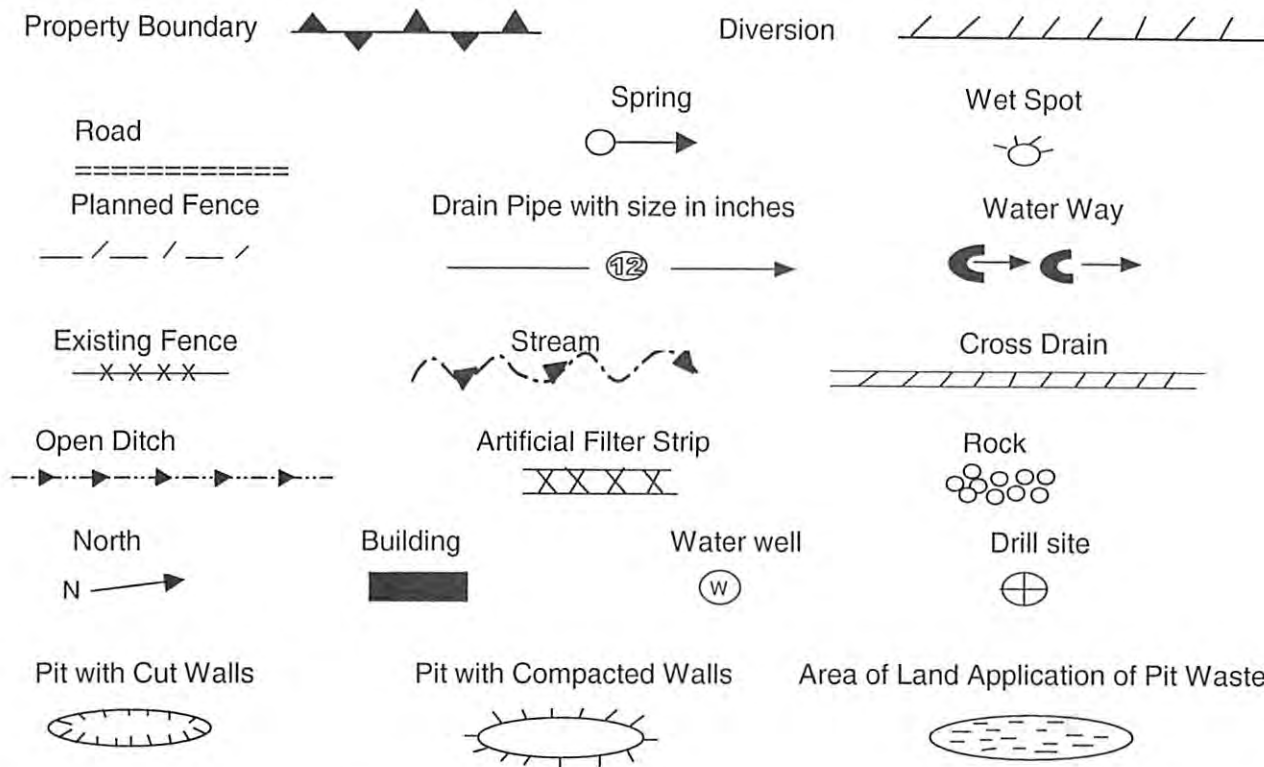 Property Boundary
Diversion
Spring
Wet Spot
Road
Planned Fence
Drain Pipe with size in inches
Water Way
12
Existing Fence
Stream
Cross Drain
Open Ditch
Artificial Filter Strip
Rock
North
Building
Water well
Drill site
N
W
Pit with Cut Walls
Pit with Compacted Walls
Area of Land Application of Pit Waste